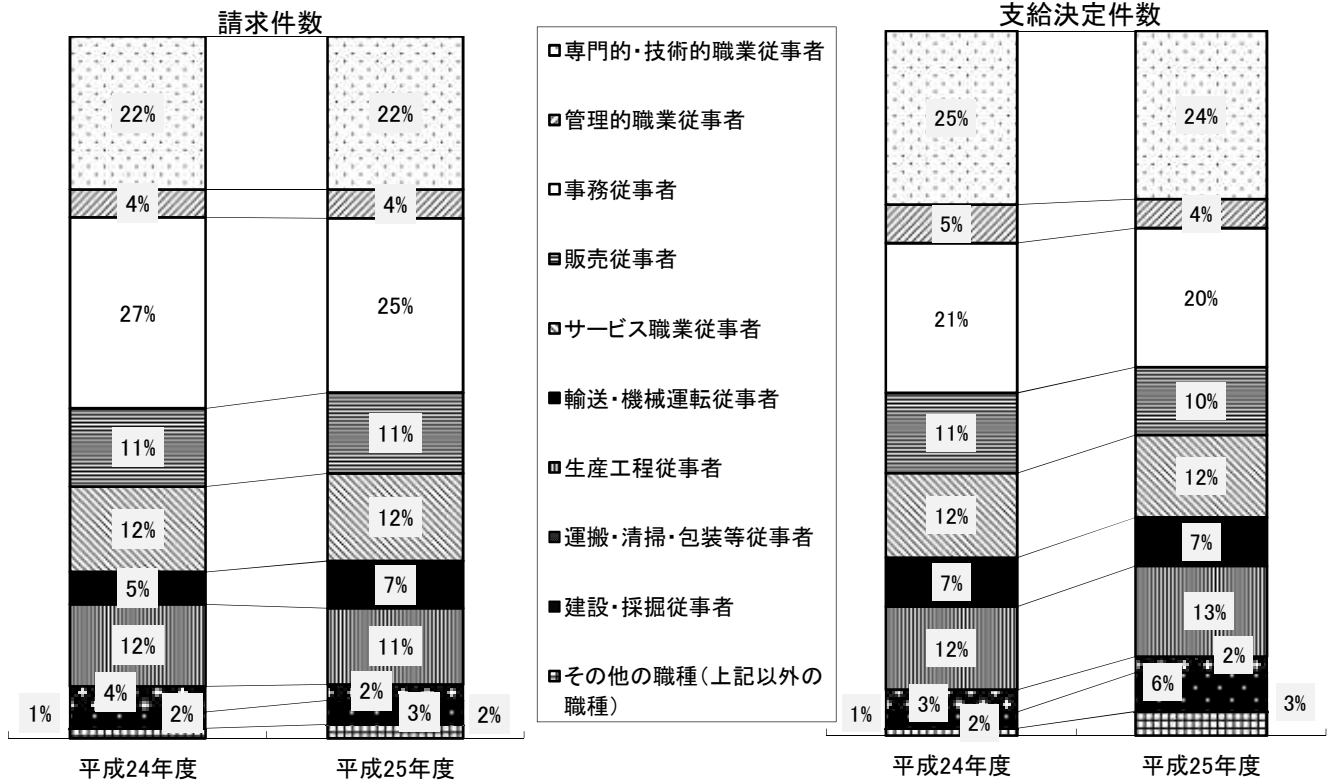 請求件数
22%
4%
27%
11%
12%
5%
12%
4%
2%
1%
平成24年度
22%
4%
25%
11%
12%
7%
11%
2%
3%
2%
平成25年度
専門的・技術的職業従事者
管理的職業従事者
事務従事者
販売従事者
サービス職業従事者
輸送・機械運転従事者
生産工程従事者
運搬・清掃・包装等従事者
建設・採掘従事者
その他の職種(上記以外の
職種)
支給決定件数
25%
5%
21%
11%
12%
7%
12%
3%
2%
1%
平成24年度
24%
4%
20%
10%
12%
7%
13%
2%
6%
3%
平成25年度